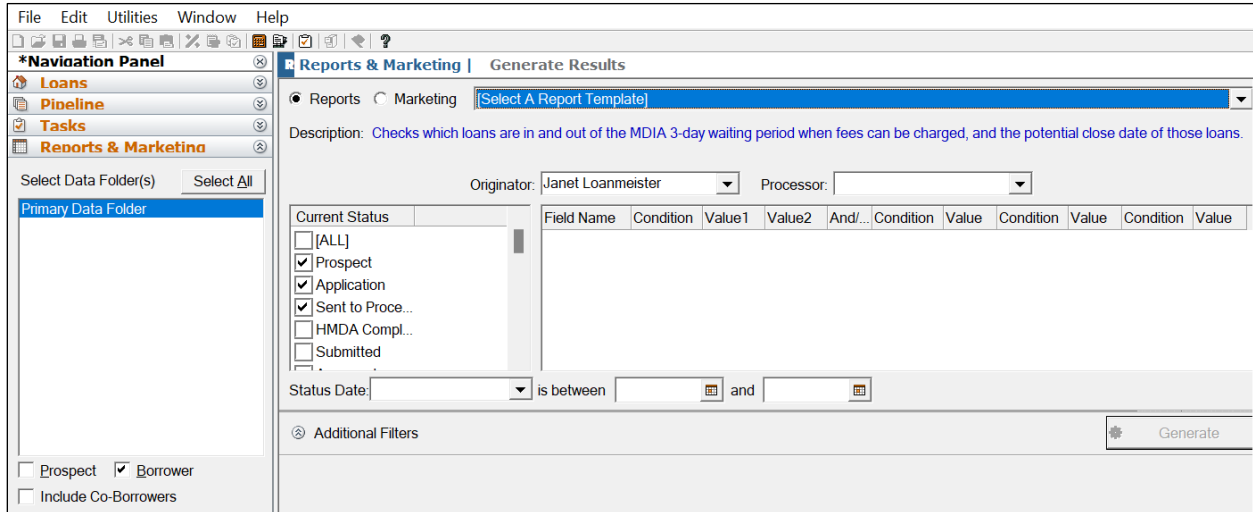 File Edit Utilities Window Help
*Navigation Panel
Loans
Pipeline
Tasks
Reports & Marketing
Select Data Folder(s) Select All
Primary Data Folder
Prospect Borrower
Include Co-Borrowers
R Reports & Marketing | Generate Results
Reports Marketing [Select A Report Template]
Description: Checks which loans are in and out of the MDIA 3-day waiting period when fees can be charged, and the potential close date of those loans.
Originator: Janet Loanmeister Processor:
Current Status
[ALL]
Prospect
Application
Sent to Proce...
HMDA Compl...
Submitted
Field Name Condition Value1 Value2 And/... Condition Value Condition Value Condition Value
Status Date: is between and
Additional Filters Generate